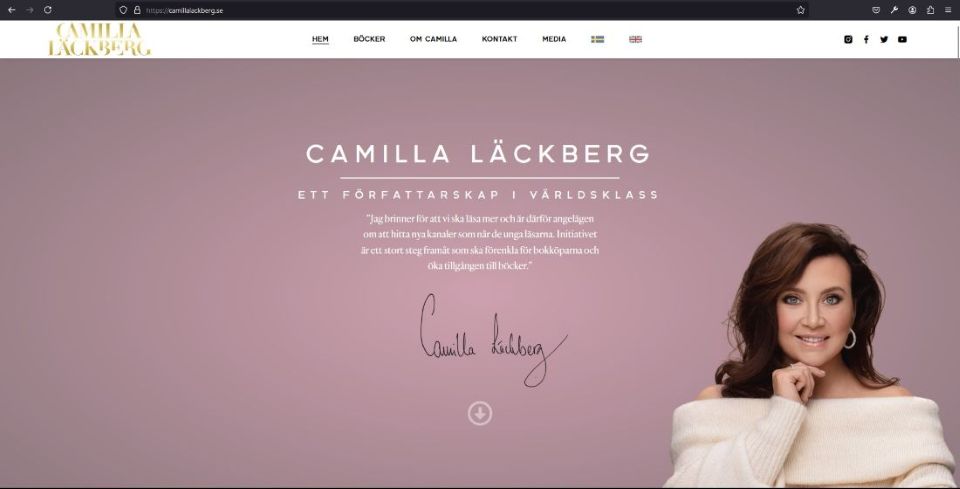 https://camillalackberg.se
CAMILLA
LÄCKBERG
HEM BÖCKER OM CAMILLA KONTAKT MEDIA
CAMILLA LÄCKBERG
ETT FÖRFATTARSKAP I VÄRLDSKLASS
"Jag brinner för att vi ska läsa mer och är därför angelägen
om att hitta nya kanaler som når de unga läsarna. Initiativet
är ett stort steg framåt som ska förenkla för bokköparna och
öka tillgången till böcker."
Camilla Läckberg